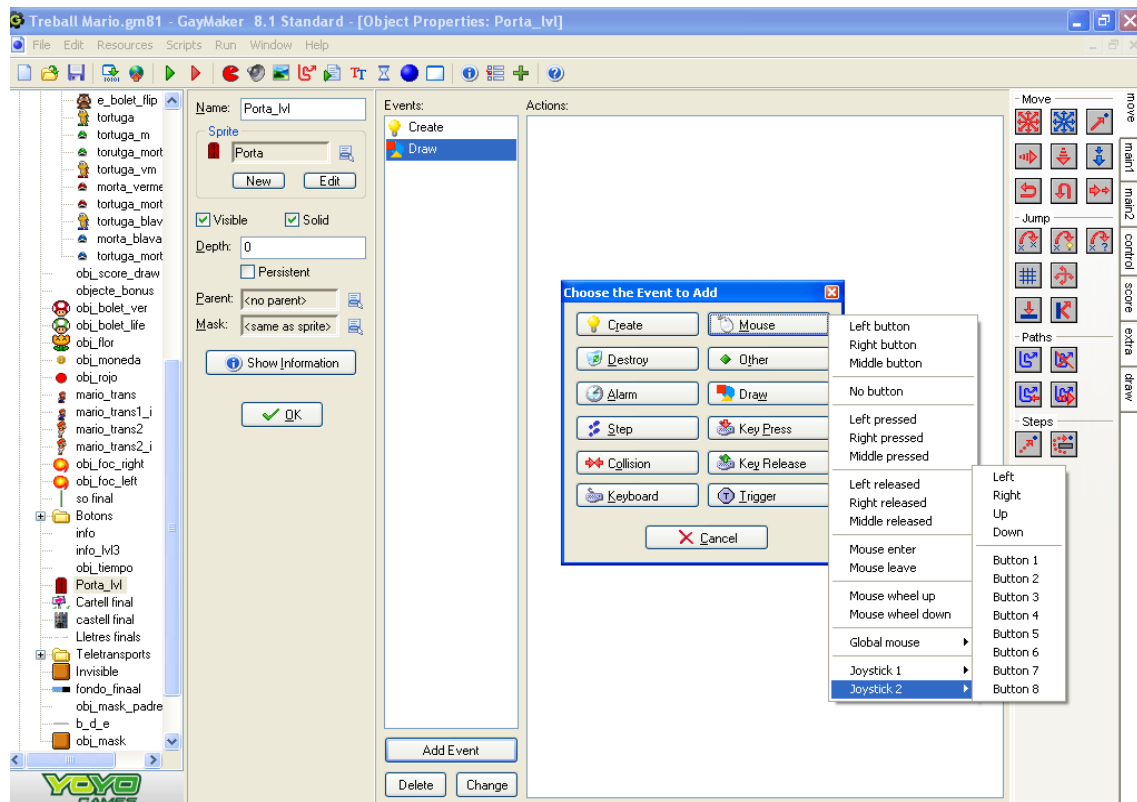 Treball Mario.gm81 - GayMaker 8.1 Standard - [Object Properties: Porta_lvl]
File Edit Resources Scripts Run Window Help
e_bolet_flip
tortuga
tortuga_m
torutga_mort
tortuga_vm
morta_verme
tortuga_mort
tortuga_blav
morta_blava
tortuga_mort
obj_score_draw
objecte_bonus
obj_bolet_ver
obj_bolet_life
obj_flor
obj_moneda
obj_rojo
mario_trans
mario_trans1_i
mario_trans2
mario_trans2_i
obj_foc_right
obj_foc_left
so final
Botons
info
info_lvl3
obj_tiempo
Porta_lvl
Cartell final
castell final
Lletres finals
Teletransports
Invisible
fondo_finaal
obj_mask_padre
b_d_e
obj_mask
YOYO
GAMES
Name: Porta_lvl
Sprite
Porta
New Edit
Visible Solid
Depth: 0
Persistent
Parent: <no parent>
Mask: <same as sprite>
Show Information
OK
Events:
Create
Draw
Add Event
Delete Change
Actions:
Choose the Event to Add
Create Mouse
Destroy Other
Alarm Draw
Step Key Press
Collision Key Release
Keyboard Trigger
Cancel
Left button
Right button
Middle button
No button
Left pressed
Right pressed
Middle pressed
Left released
Right released
Middle released
Mouse enter
Mouse leave
Mouse wheel up
Mouse wheel down
Global mouse
Joystick 1
Joystick 2
Left
Right
Up
Down
Button 1
Button 2
Button 3
Button 4
Button 5
Button 6
Button 7
Button 8
Move
Jump
Paths
Steps
move
main1
main2
control
score
extra
draw